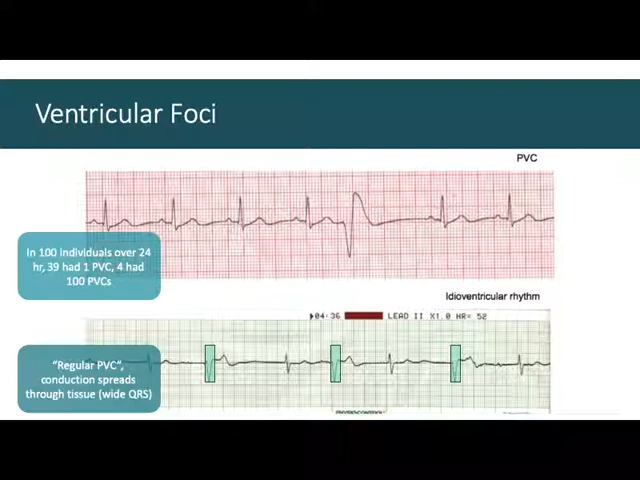 Ventricular Foci
PVC
In 100 individuals over 24
hr, 39 had 1 PVC, 4 had
100 PVCs
Idioventricular rhythm
04:36 LEAD II X1.0 HR= 52
"Regular PVC",
conduction spreads
through tissue (wide QRS)